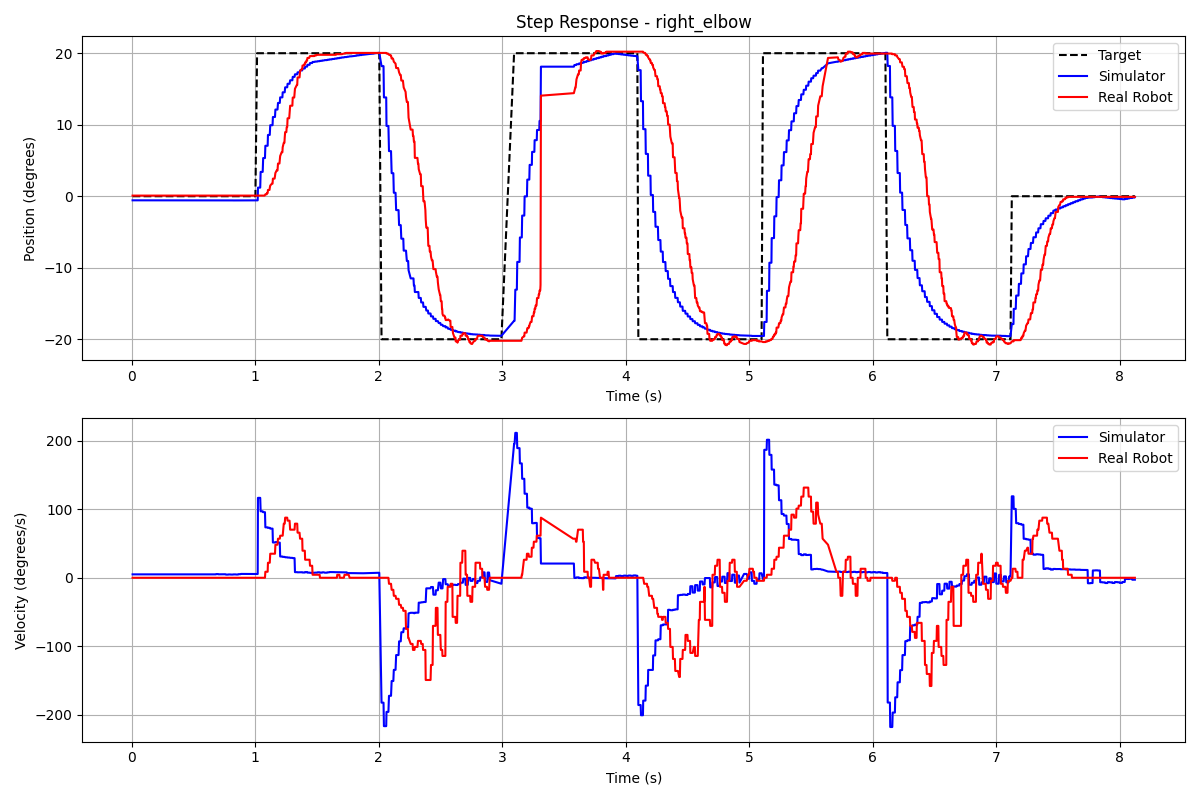 Step Response - right_elbow
Position (degrees)
20
10
0
−10
−20
Target
Simulator
Real Robot
0 1 2 3 4 5 6 7 8
Time (s)
Velocity (degrees/s)
200
100
0
−100
−200
Simulator
Real Robot
0 1 2 3 4 5 6 7 8
Time (s)